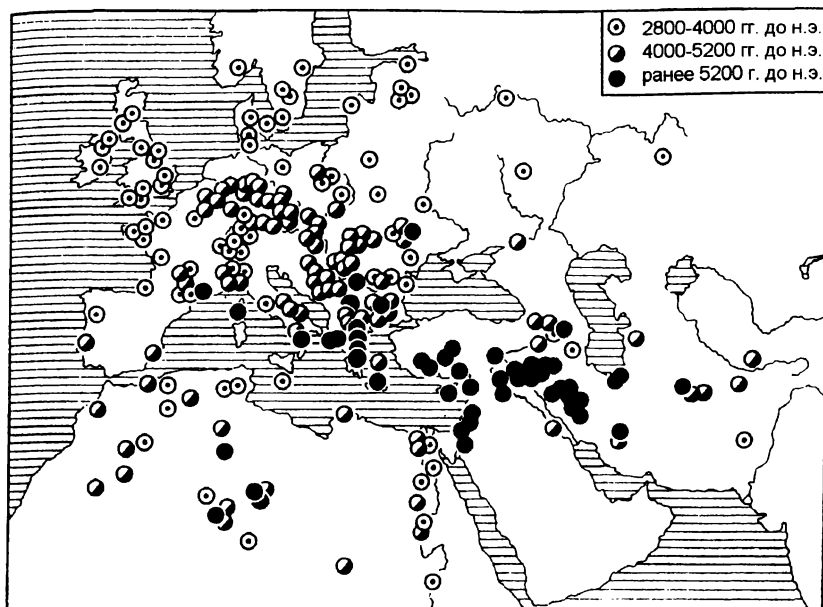 2800-4000 гг. до н.э.
4000-5200 гг. до н.э.
ранее 5200 г. до н.э.